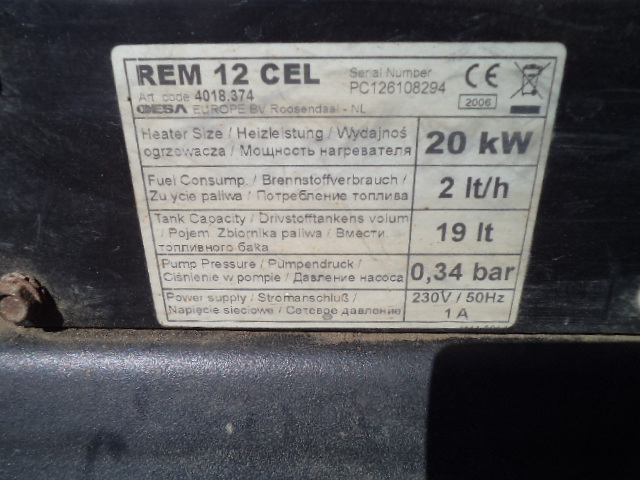 REM 12 CEL
Serial Number
Art. code 4018.374
PC126108294
CE
2006
DESA EUROPE BV Roosendaal - NL
Heater Size / Heizleistung / Wydajnoś
ogrzowacza / Мощность нагревателя
20 kW
Fuel Consump. / Brennstoffverbrauch /
Zu ycie paliwa / Потребление топлива
2 lt/h
Tank Capacity / Drivstofftankens volum
/ Pojem. Zbiornika paliwa / Вмести.
топливного бака
19 lt
Pump Pressure / Pumpendruck /
Ciśnienie w pompie / Давление насоса
0,34 bar
Power supply / Stromanschluß /
Napięcie sieciowe / Сетовое давление
230V / 50Hz
1 A